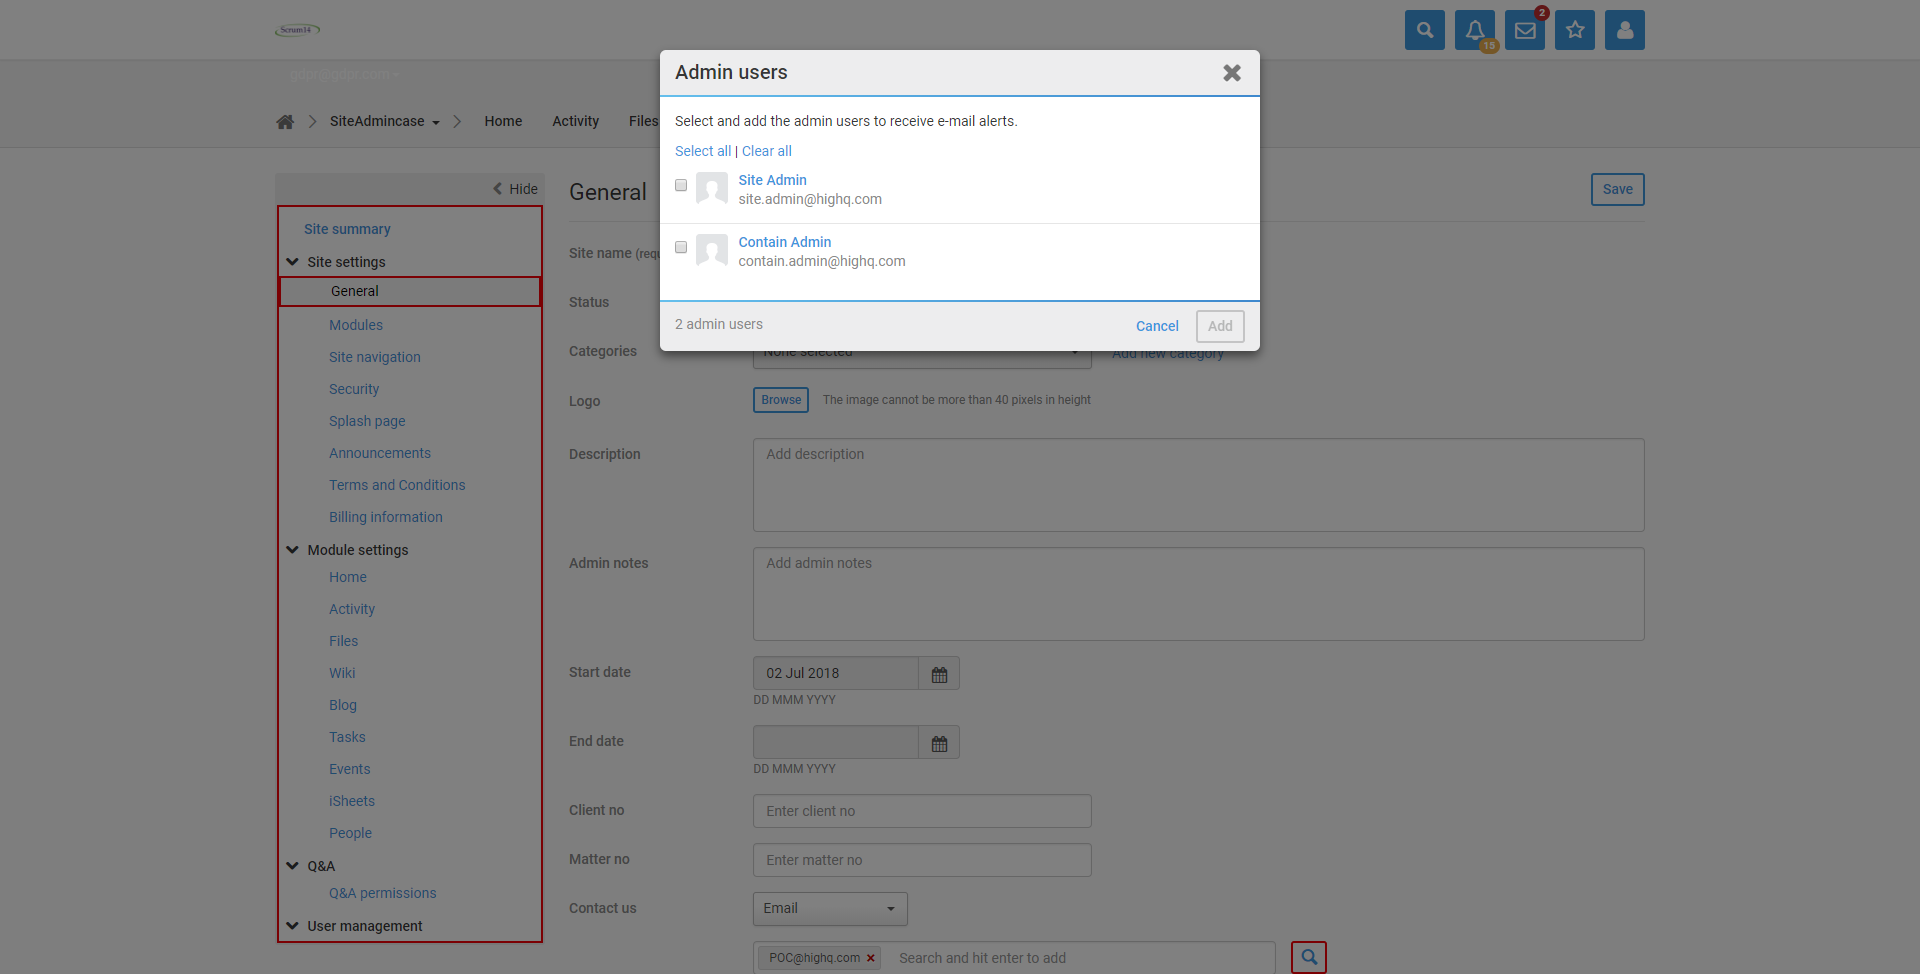 Scrum14
2
15
gdpr@gdpr.com
SiteAdmincase
Home
Activity
Files
Admin users
Select and add the admin users to receive e-mail alerts.
Select all | Clear all
Site Admin
site.admin@highq.com
Contain Admin
contain.admin@highq.com
2 admin users
Cancel
Add
Hide
Site summary
Site settings
General
Modules
Site navigation
Security
Splash page
Announcements
Terms and Conditions
Billing information
Module settings
Home
Activity
Files
Wiki
Blog
Tasks
Events
iSheets
People
Q&A
Q&A permissions
User management
General
Save
Site name (requ
Status
Categories
None selected
Add new category
Logo
Browse
The image cannot be more than 40 pixels in height
Description
Add description
Admin notes
Add admin notes
Start date
02 Jul 2018
DD MMM YYYY
End date
DD MMM YYYY
Client no
Enter client no
Matter no
Enter matter no
Contact us
Email
POC@highq.com
Search and hit enter to add